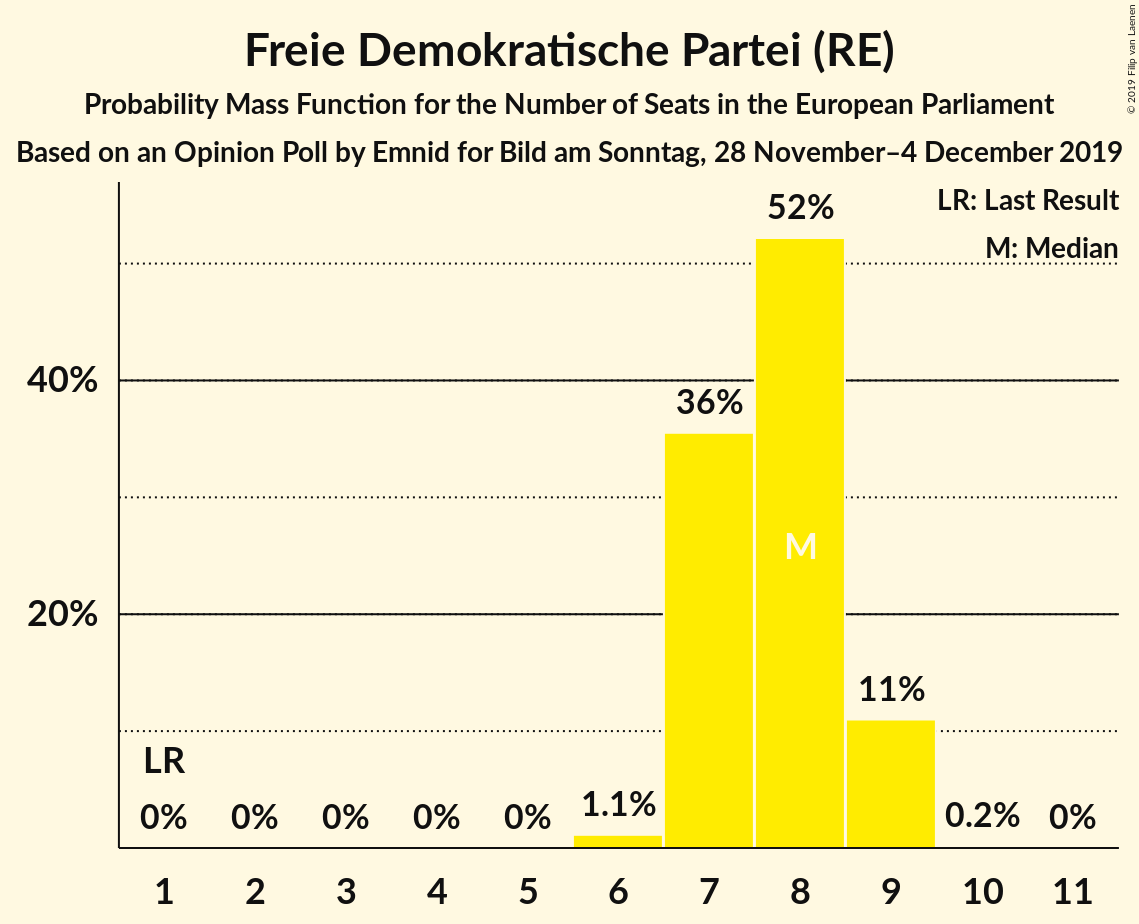 Freie Demokratische Partei (RE)
Probability Mass Function for the Number of Seats in the European Parliament
Based on an Opinion Poll by Emnid for Bild am Sonntag, 28 November–4 December 2019
© 2019 Filip van Laenen
LR: Last Result
M: Median
52%
40%
36%
M
20%
11%
LR
0% 0% 0% 0% 0% 1.1% 0.2% 0%
1 2 3 4 5 6 7 8 9 10 11